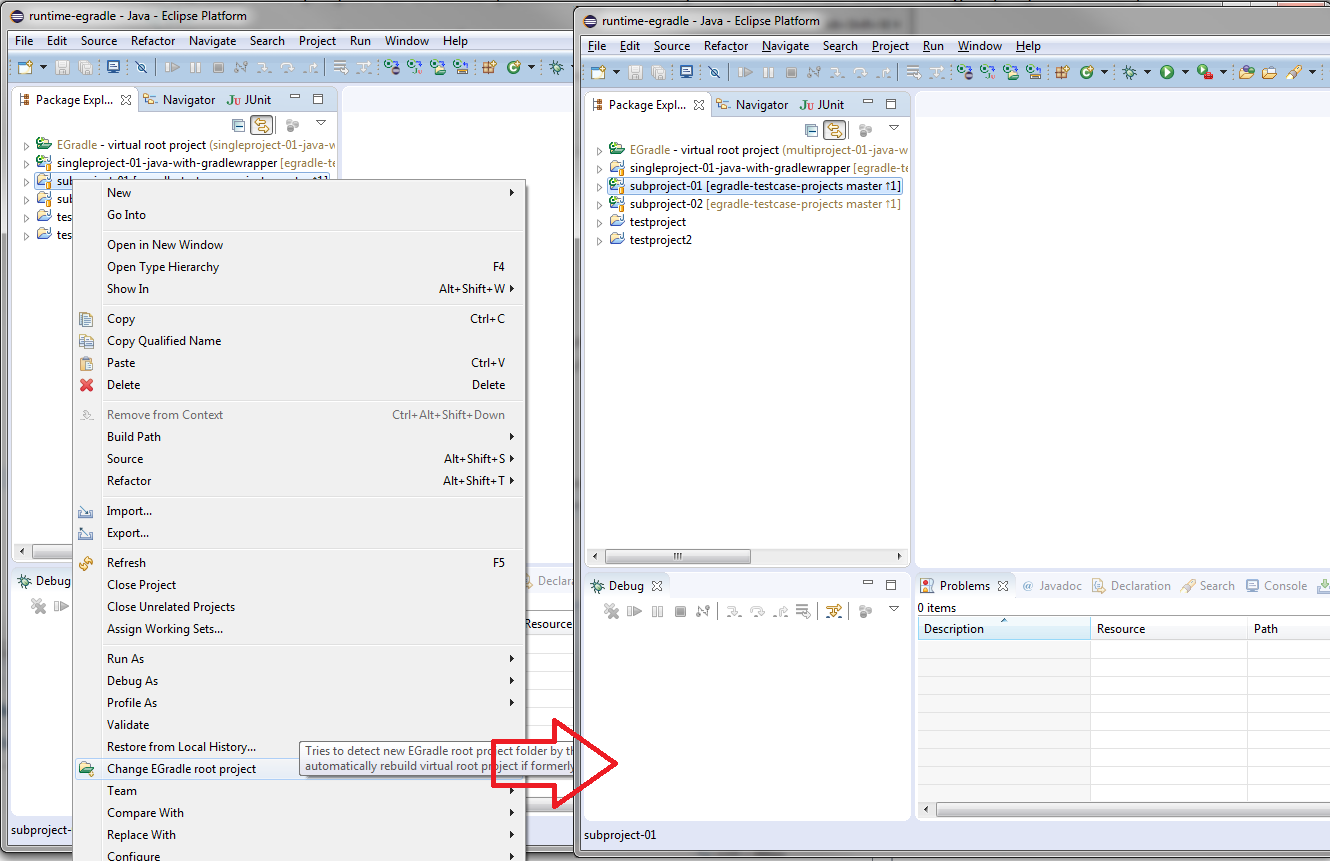 runtime-egradle - Java - Eclipse Platform
File Edit Source Refactor Navigate Search Project Run Window Help
Package Expl... Navigator JUnit
EGradle - virtual root project (singleproject-01-java-w
singleproject-01-java-with-gradlewrapper [egradle-te
New
Go Into
Open in New Window
Open Type Hierarchy F4
Show In Alt+Shift+W
Copy Ctrl+C
Copy Qualified Name
Paste Ctrl+V
Delete Delete
Remove from Context Ctrl+Alt+Shift+Down
Build Path
Source Alt+Shift+S
Refactor Alt+Shift+T
Import...
Export...
Refresh F5
Close Project
Close Unrelated Projects
Assign Working Sets...
Run As
Debug As
Profile As
Validate
Restore from Local History...
Change EGradle root project
Team
Compare With
Replace With
Configure
Tries to detect new EGradle root project folder by th
automatically rebuild virtual root project if formerly
Debug
Declara
Resource
subproject-
runtime-egradle - Java - Eclipse Platform
File Edit Source Refactor Navigate Search Project Run Window Help
Package Expl... Navigator JUnit
EGradle - virtual root project (multiproject-01-java-w
singleproject-01-java-with-gradlewrapper [egradle-te
subproject-01 [egradle-testcase-projects master ↑1]
subproject-02 [egradle-testcase-projects master ↑1]
testproject
testproject2
Debug
Problems @ Javadoc Declaration Search Console
0 items
Description Resource Path
subproject-01